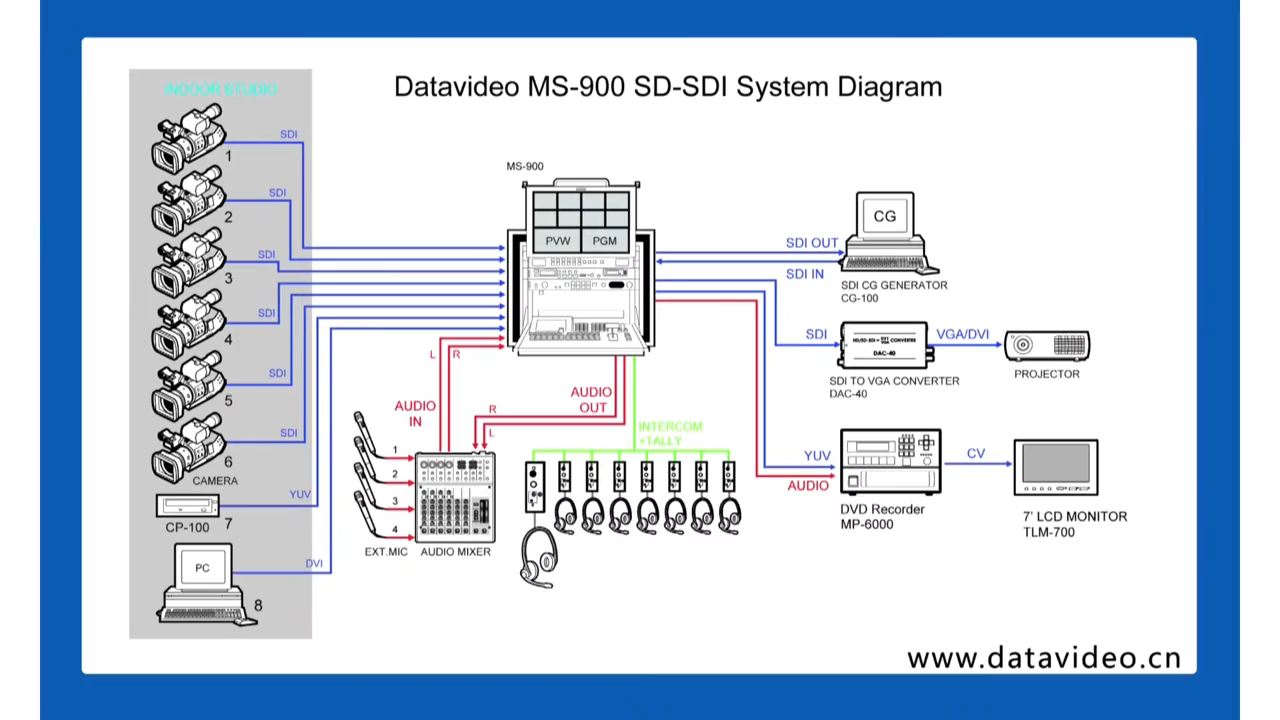 Datavideo MS-900 SD-SDI System Diagram
INDOOR STUDIO
SDI
1
SDI
2
SDI
3
SDI
4
SDI
5
SDI
6
CAMERA
YUV
CP-100
7
DVI
PC
8
MS-900
PVW
PGM
L
R
AUDIO
IN
AUDIO
OUT
R
L
INTERCOM
+TALLY
1
2
3
4
EXT.MIC
AUDIO MIXER
CG
SDI OUT
SDI IN
SDI CG GENERATOR
CG-100
SDI
DAC-40
VGA/DVI
SDI TO VGA CONVERTER
DAC-40
PROJECTOR
YUV
AUDIO
CV
DVD Recorder
MP-6000
7' LCD MONITOR
TLM-700
www.datavideo.cn